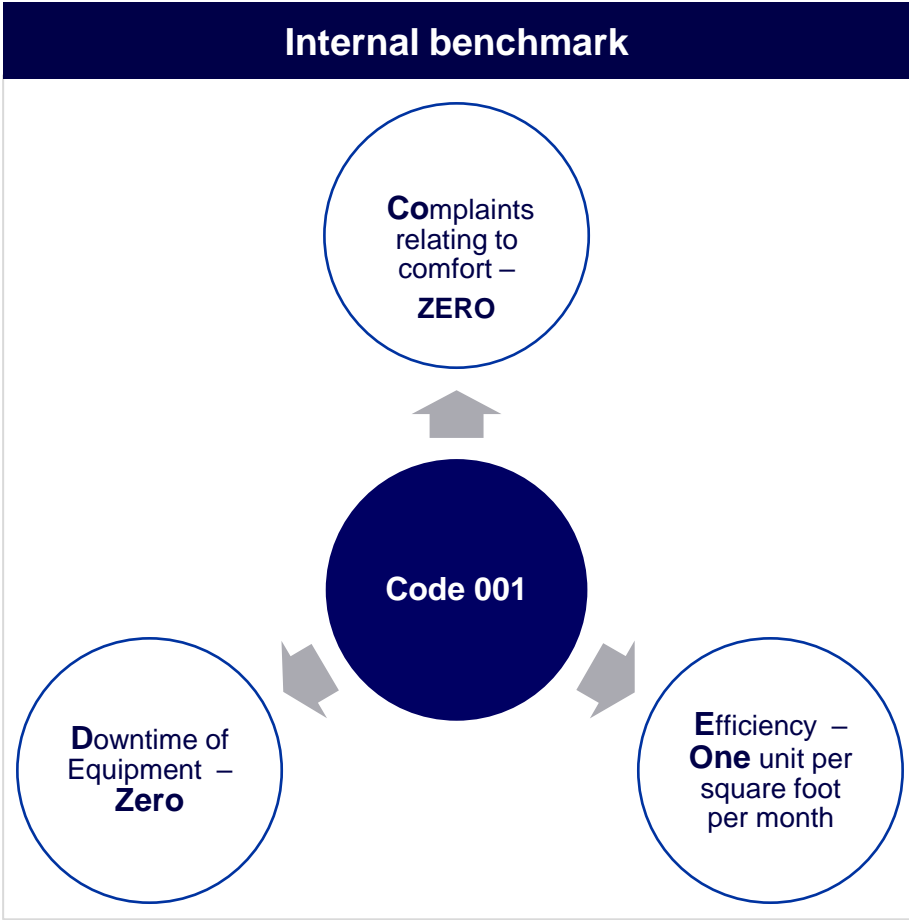 Internal benchmark
Complaints
relating to
comfort –
ZERO
Code 001
Downtime of
Equipment –
Zero
Efficiency –
One unit per
square foot
per month